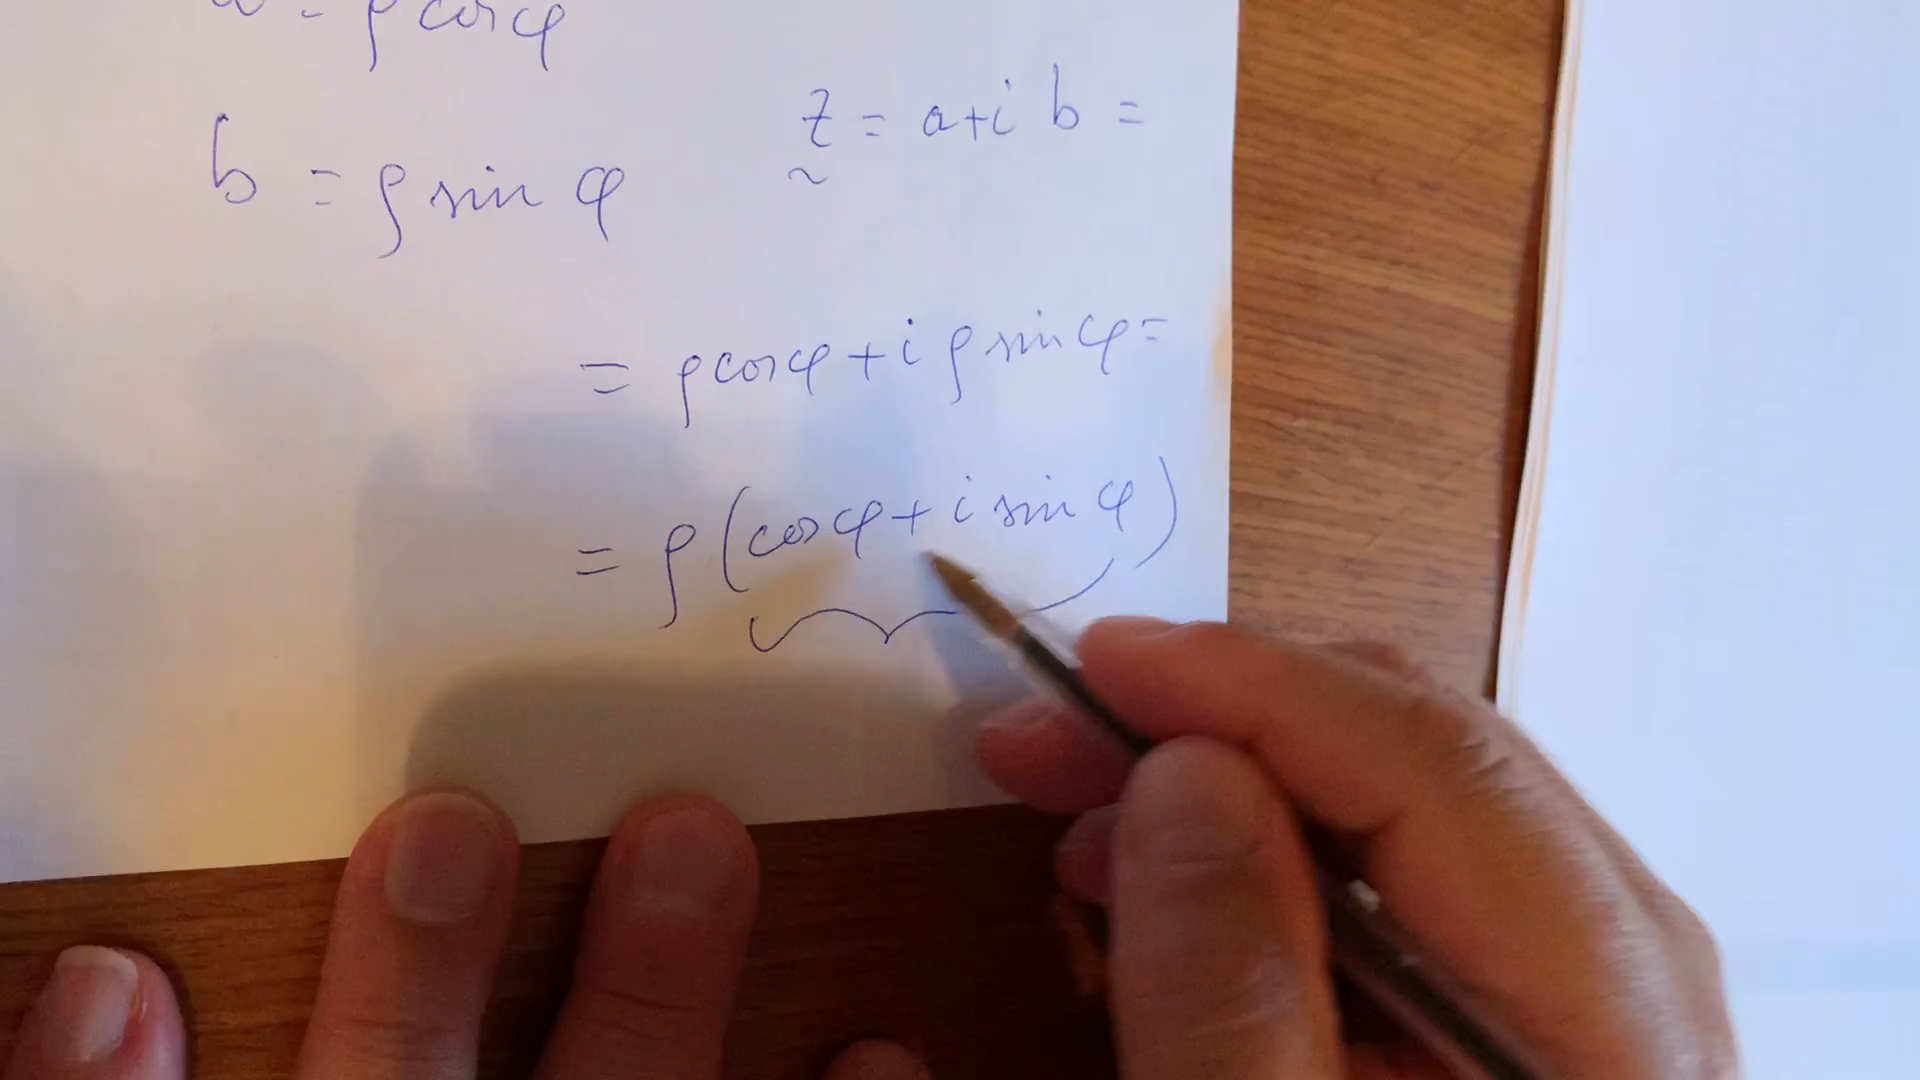 a = ρ cos φ
z = a + i b =
~
b = ρ sin φ
= ρ cos φ + i ρ sin φ =
= ρ (cos φ + i sin φ)